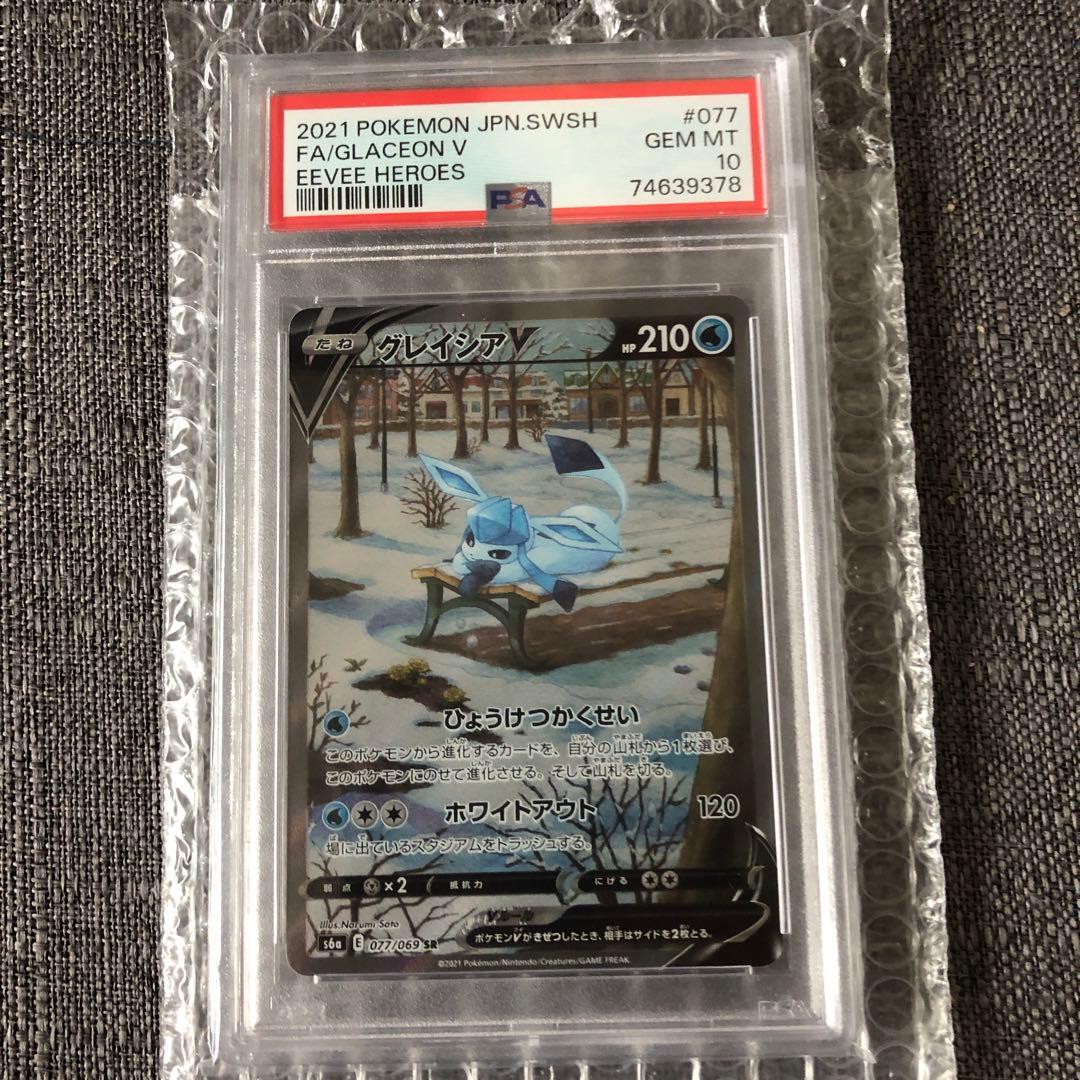 2021 POKEMON JPN.SWSH #077
FA/GLACEON V GEM MT
EEVEE HEROES 10
PSA 74639378
たね グレイシアV HP 210
ひょうけつかくせい
このポケモンから進化するカードを、自分の山札から1枚選び、
このポケモンにのせて進化させる。そして山札を切る。
ホワイトアウト 120
場に出ているスタジアムをトラッシュする。
弱点 ×2 抵抗力 にげる
Illus. Narumi Sato
Vルール
s6a E 077/069 SR ポケモンVがきぜつしたとき、相手はサイドを2枚とる。
©2021 Pokémon/Nintendo/Creatures/GAME FREAK.